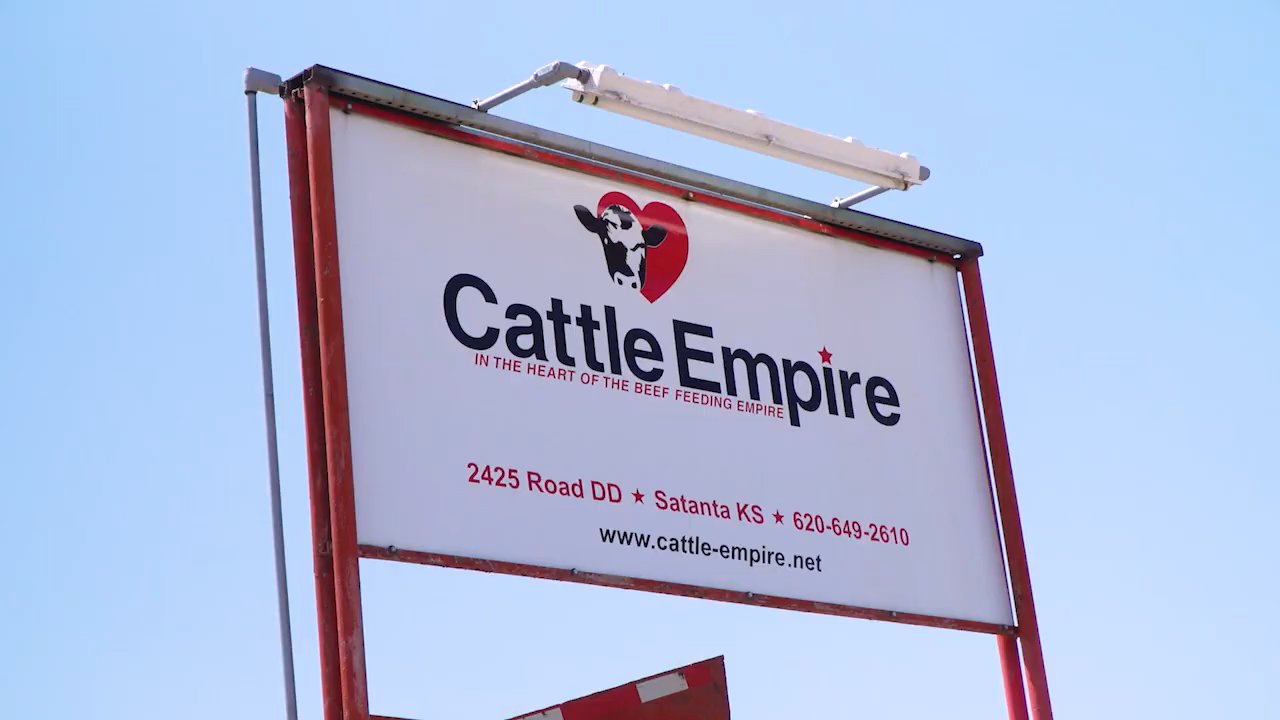 Cattle Empire
IN THE HEART OF THE BEEF FEEDING EMPIRE
2425 Road DD ★ Satanta KS ★ 620-649-2610
www.cattle-empire.net